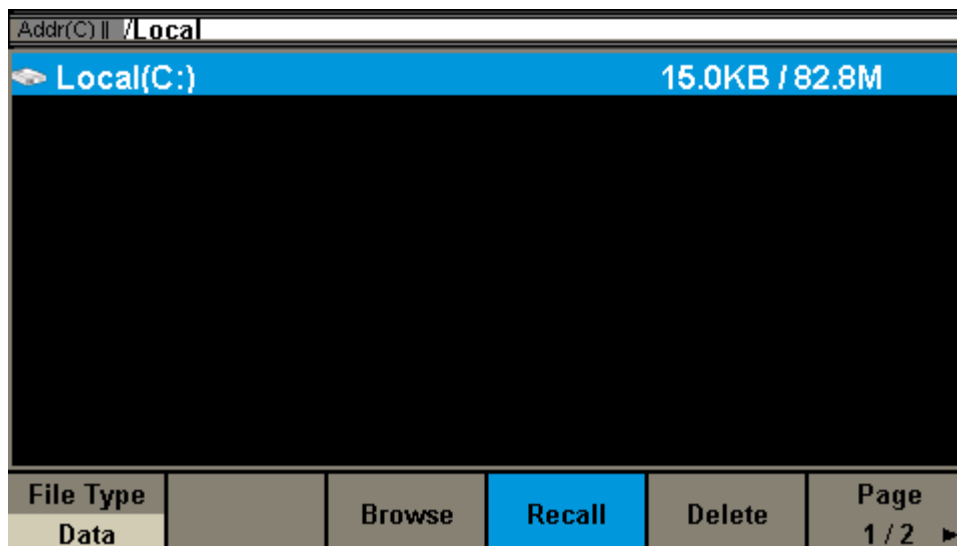 Addr(C) || /Local
Local(C:) 15.0KB / 82.8M
File Type
Data
Browse
Recall
Delete
Page
1 / 2 ►